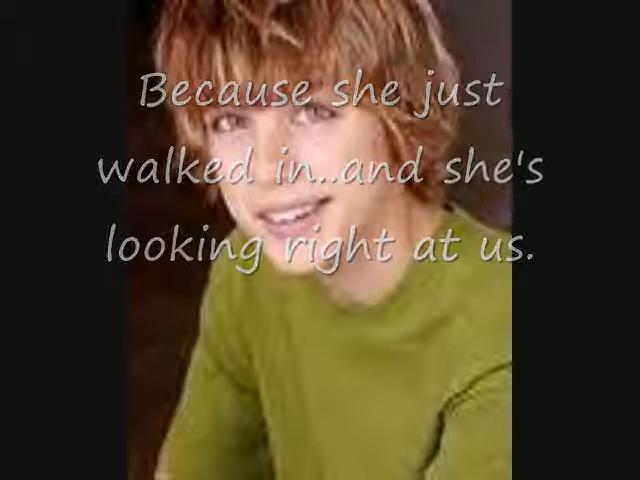 Because she just
walked in..and she's
looking right at us.